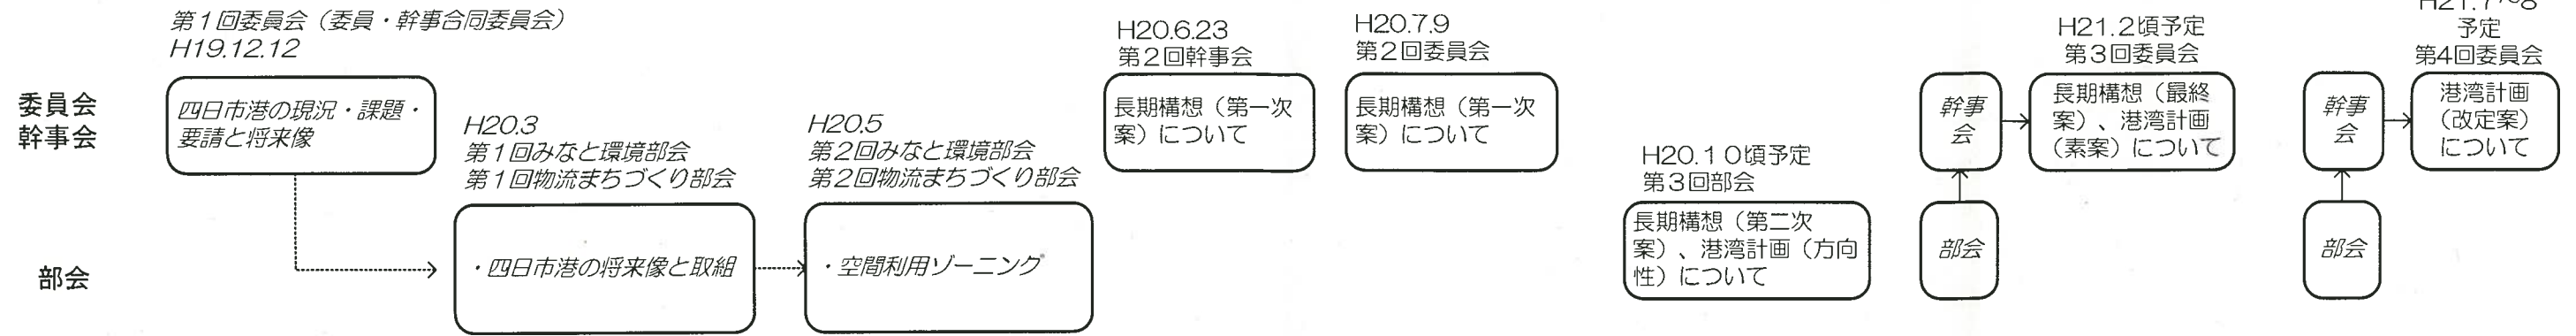 第１回委員会（委員・幹事合同委員会）
H19.12.12
委員会
幹事会
四日市港の現況・課題・
要請と将来像
H20.3
第１回みなと環境部会
第１回物流まちづくり部会
・四日市港の将来像と取組
H20.5
第２回みなと環境部会
第２回物流まちづくり部会
・空間利用ゾーニング
H20.6.23
第２回幹事会
長期構想（第一次
案）について
H20.7.9
第２回委員会
長期構想（第一次
案）について
H20.１０頃予定
第３回部会
長期構想（第二次
案）、港湾計画（方向
性）について
幹事
会
部会
H21.2頃予定
第３回委員会
長期構想（最終
案）、港湾計画
（素案）について
幹事
会
部会
H21.7~8
予定
第4回委員会
港湾計画
（改定案）
について
部会